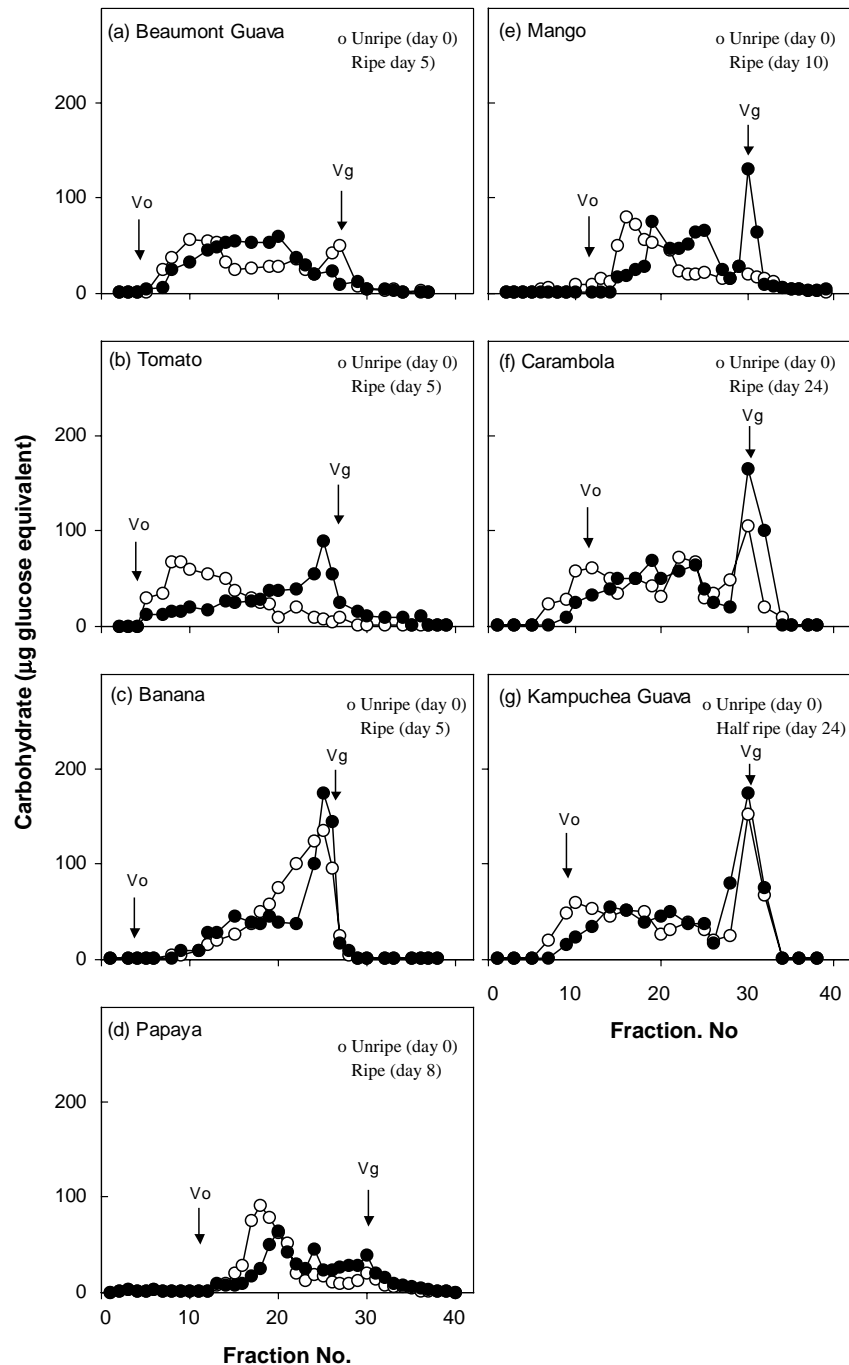 Carbohydrate (µg glucose equivalent)
(a) Beaumont Guava
o Unripe (day 0)
Ripe day 5)
200
100
0
Vo
Vg
(b) Tomato
o Unripe (day 0)
Ripe (day 5)
200
100
0
Vo
Vg
(c) Banana
o Unripe (day 0)
Ripe (day 5)
200
100
0
Vo
Vg
(d) Papaya
o Unripe (day 0)
Ripe (day 8)
200
100
0
Vo
Vg
0 10 20 30 40
Fraction No.
(e) Mango
o Unripe (day 0)
Ripe (day 10)
Vo
Vg
(f) Carambola
o Unripe (day 0)
Ripe (day 24)
Vo
Vg
(g) Kampuchea Guava
o Unripe (day 0)
Half ripe (day 24)
Vo
Vg
0 10 20 30 40
Fraction. No